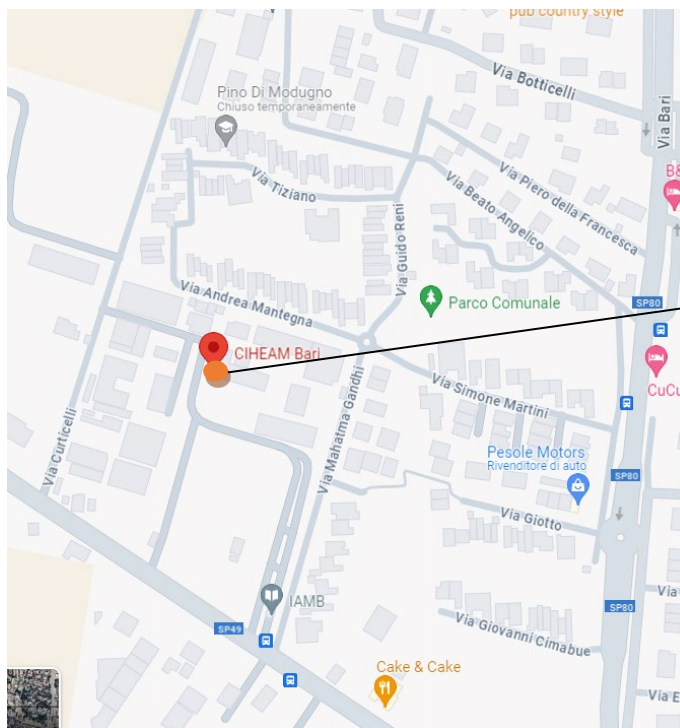 pub country style
Via Botticelli
Via Bari
Pino Di Modugno
Chiuso temporaneamente
Via Tiziano
Via Beato Angelico
Via Piero della Francesca
B&
Via Guido Reni
Via Andrea Mantegna
Parco Comunale
SP80
CIHEAM Bari
CuCu
Via Simone Martini
Via Mahatma Gandhi
Via Curticelli
Pesole Motors
Rivenditore di auto
SP80
Via Giotto
IAMB
SP49
Via Giovanni Cimabue
SP80
Via
Cake & Cake
Via E